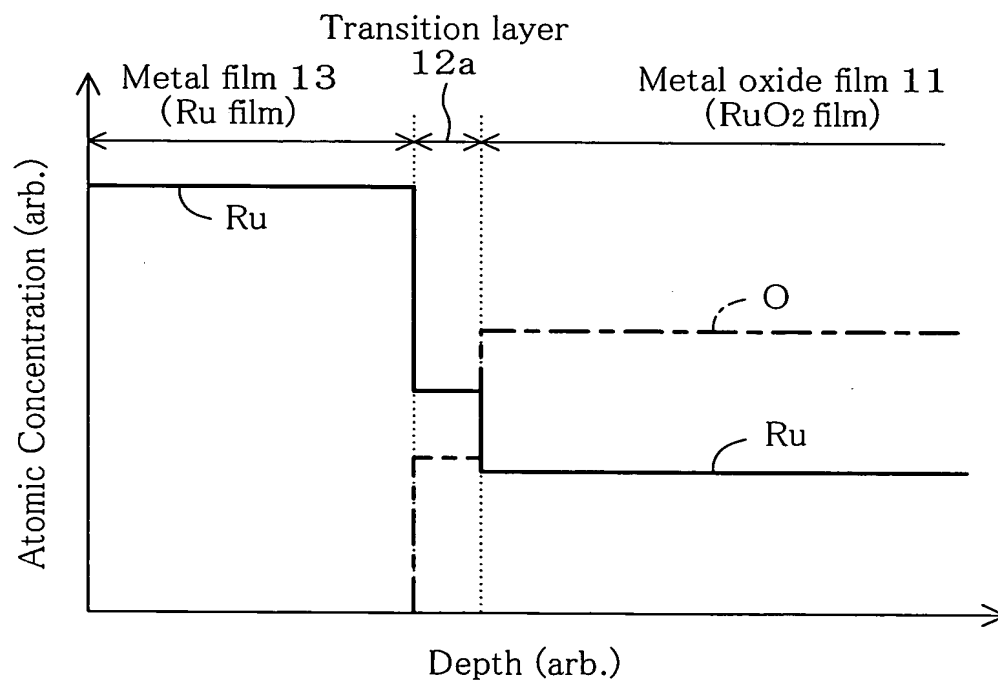 Transition layer
12a
Metal film 13
(Ru film)
Metal oxide film 11
(RuO2 film)
Ru
O
Ru
Atomic Concentration (arb.)
Depth (arb.)